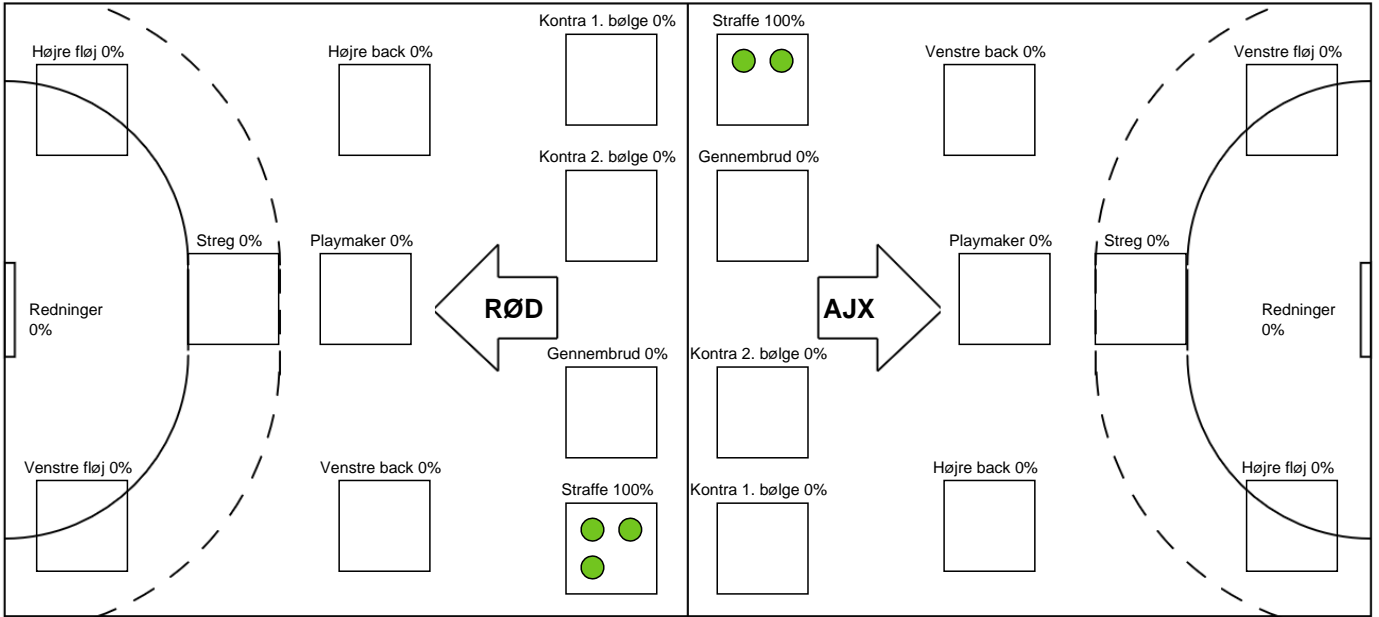 Kontra 1. bølge 0%
Straffe 100%
Højre fløj 0%
Højre back 0%
Venstre back 0%
Venstre fløj 0%
Kontra 2. bølge 0%
Gennembrud 0%
Streg 0%
Playmaker 0%
Playmaker 0%
Streg 0%
Redninger
0%
RØD
AJX
Redninger
0%
Gennembrud 0%
Kontra 2. bølge 0%
Venstre fløj 0%
Venstre back 0%
Højre back 0%
Højre fløj 0%
Straffe 100%
Kontra 1. bølge 0%